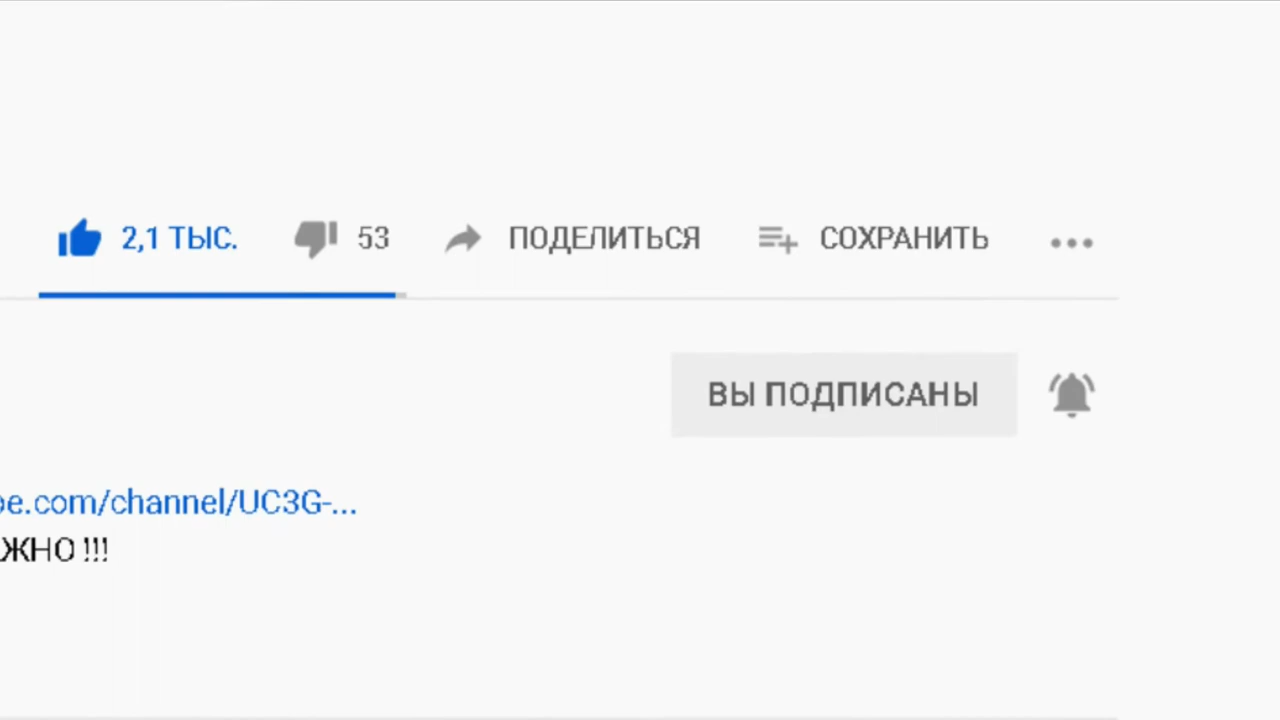 2,1 ТЫС. 53 ПОДЕЛИТЬСЯ СОХРАНИТЬ
ВЫ ПОДПИСАНЫ
be.com/channel/UC3G-...
ЖНО !!!